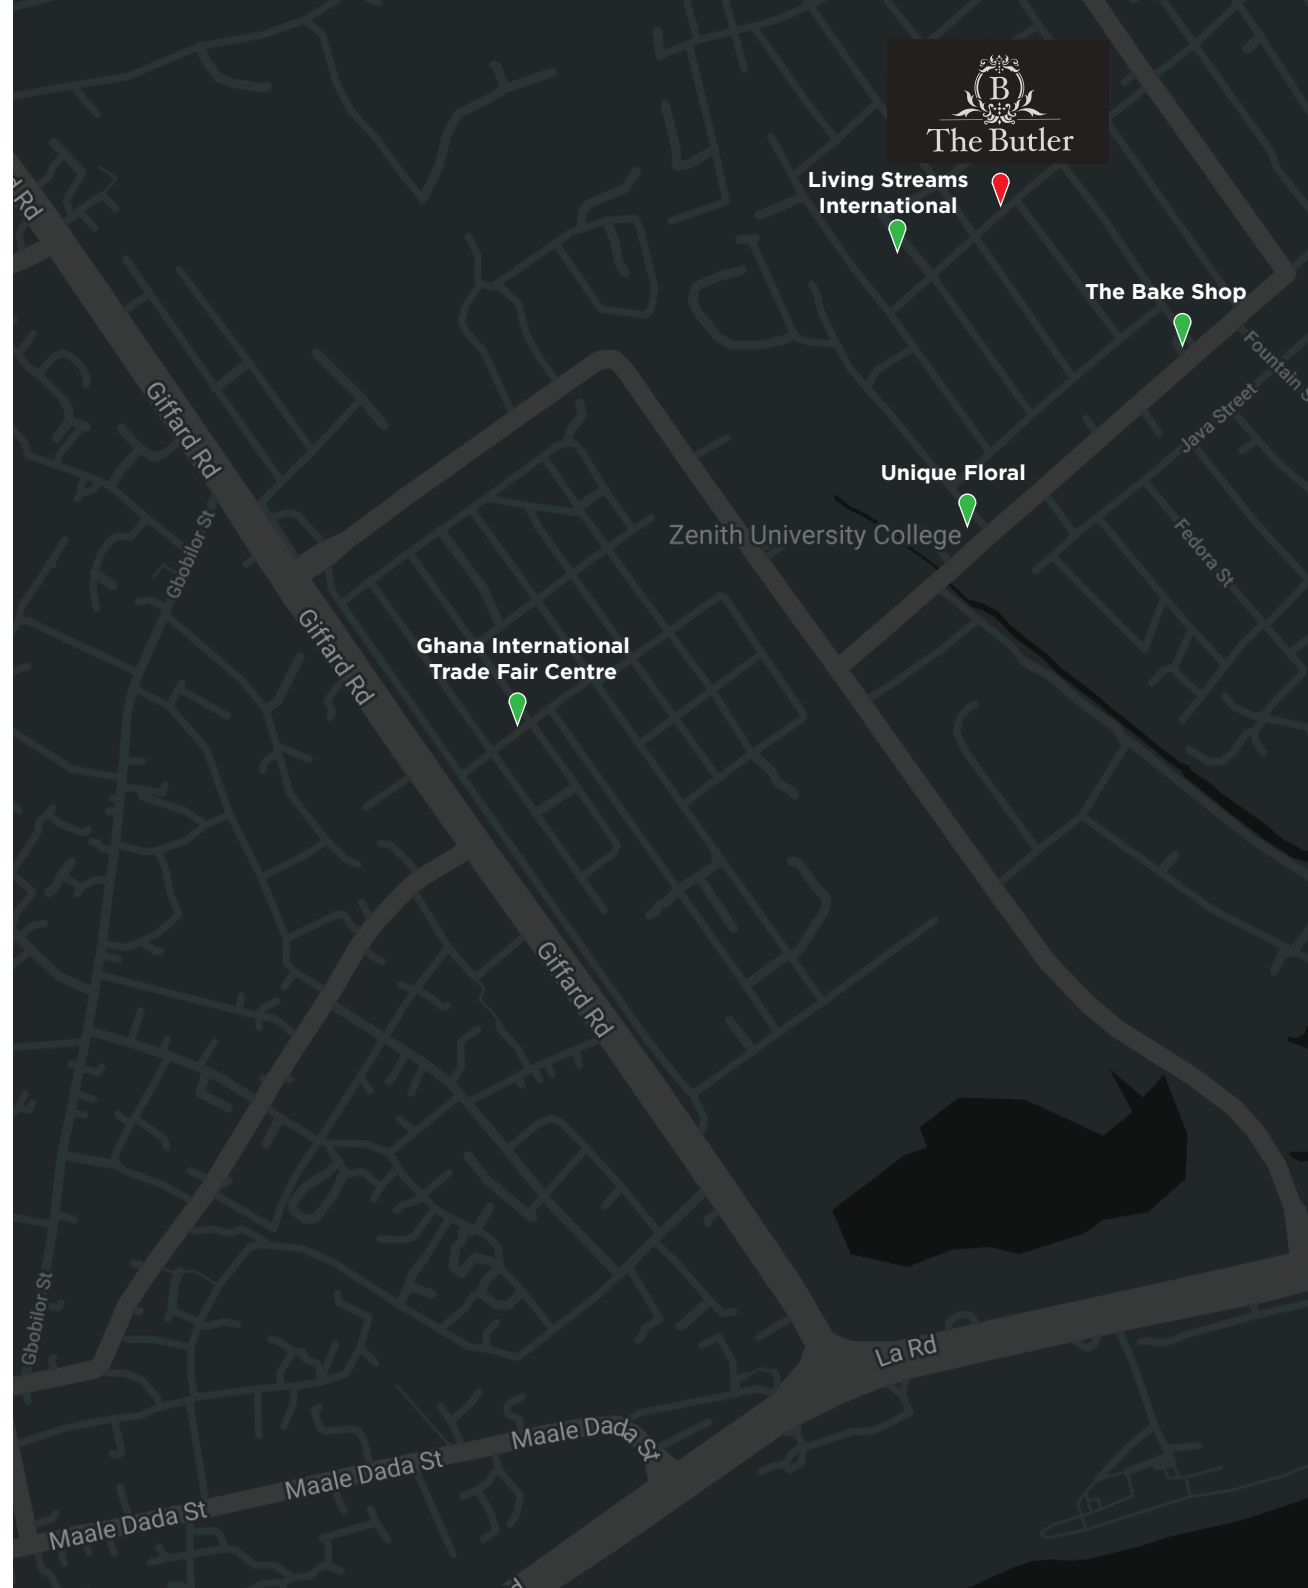 B
The Butler
Living Streams
International
d Rd
The Bake Shop
Fountain S
Java Street
Giffard Rd
Unique Floral
Zenith University College
Gbobilor St
Fedora St
Giffard Rd
Ghana International
Trade Fair Centre
Giffard Rd
Gbobilor St
La Rd
Maale Dada St
Maale Dada St
Maale Dada St
d